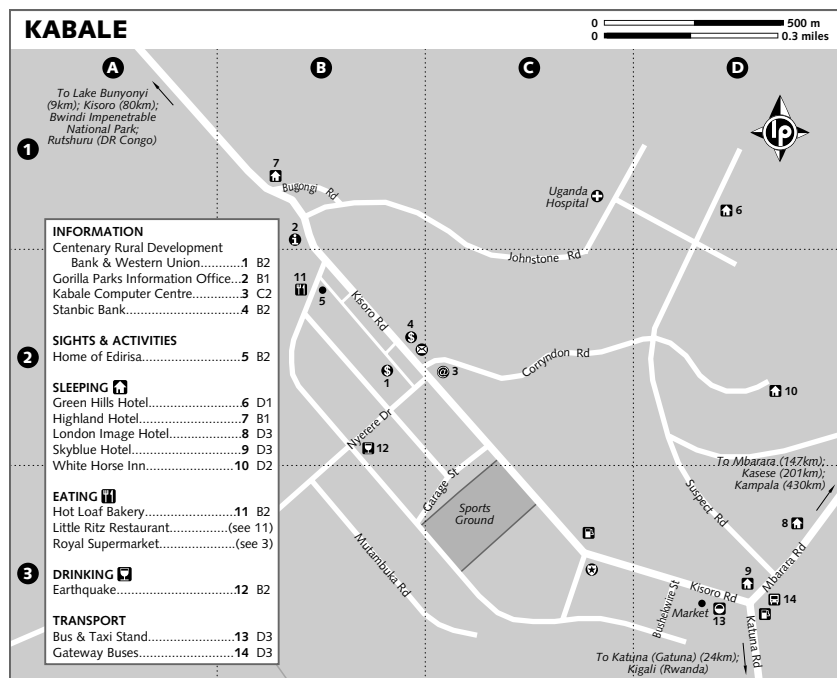 KABALE
0 500 m
0 0.3 miles
A
B
C
D
1
2
3
To Lake Bunyonyi
(9km); Kisoro (80km);
Bwindi Impenetrable
National Park;
Rutshuru (DR Congo)
7
Bugongi Rd
Uganda
Hospital
6
lp
2
i
Johnstone Rd
11
5
Kisoro Rd
4
$
$
1
@ 3
Corryndon Rd
10
Nyerere Dr
12
Garage St
Sports
Ground
Mutambuka Rd
To Mbarara (147km);
Kasese (201km);
Kampala (430km)
Suspect Rd
8
Mbarara Rd
9
Kisoro Rd
Bushekwire St
Market
13
14
Katuna Rd
To Katuna (Gatuna) (24km);
Kigali (Rwanda)
INFORMATION
Centenary Rural Development
Bank & Western Union............1 B2
Gorilla Parks Information Office...2 B1
Kabale Computer Centre...........3 C2
Stanbic Bank..............................4 B2
SIGHTS & ACTIVITIES
Home of Edirisa.........................5 B2
SLEEPING
Green Hills Hotel........................6 D1
Highland Hotel...........................7 B1
London Image Hotel..................8 D3
Skyblue Hotel.............................9 D3
White Horse Inn.......................10 D2
EATING
Hot Loaf Bakery.......................11 B2
Little Ritz Restaurant...........(see 11)
Royal Supermarket................(see 3)
DRINKING
Earthquake...............................12 B2
TRANSPORT
Bus & Taxi Stand......................13 D3
Gateway Buses.........................14 D3